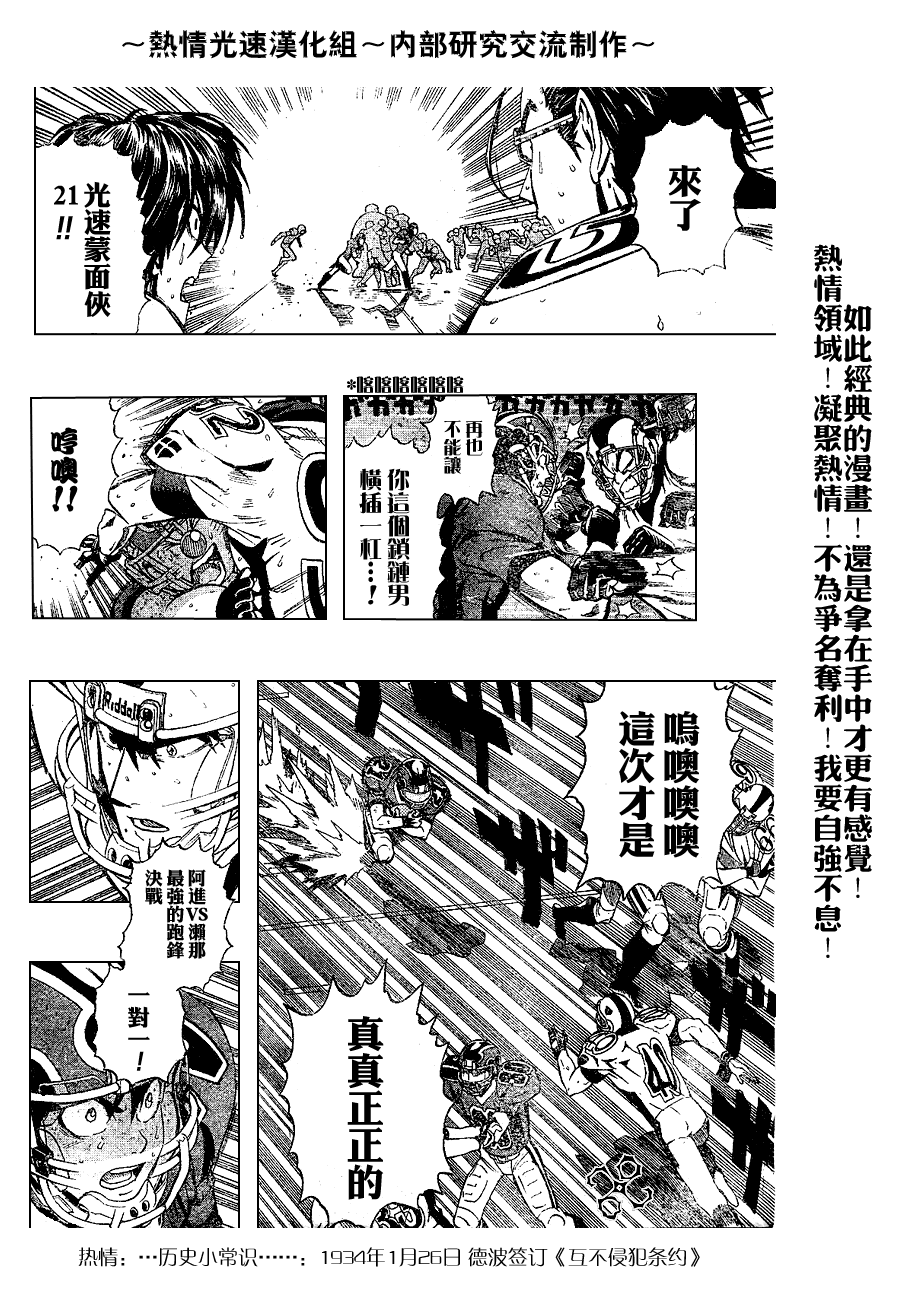 ～熱情光速漢化組～内部研究交流制作～
來了
光速蒙面俠
21!!
*喀喀喀喀喀喀
再也
不能讓
你這個鎖鏈男
橫插一杠…!
哼噢!!
嗚噢噢噢
這次才是
真真正正的
Riddell
阿進VS瀨那
最強的跑鋒
決戰
一對一!
如此經典的漫畫!還是拿在手中才更有感覺!
熱情領域!凝聚熱情!不為爭名奪利!我要自強不息!
热情：…历史小常识……：1934年1月26日 德波签订《互不侵犯条约》